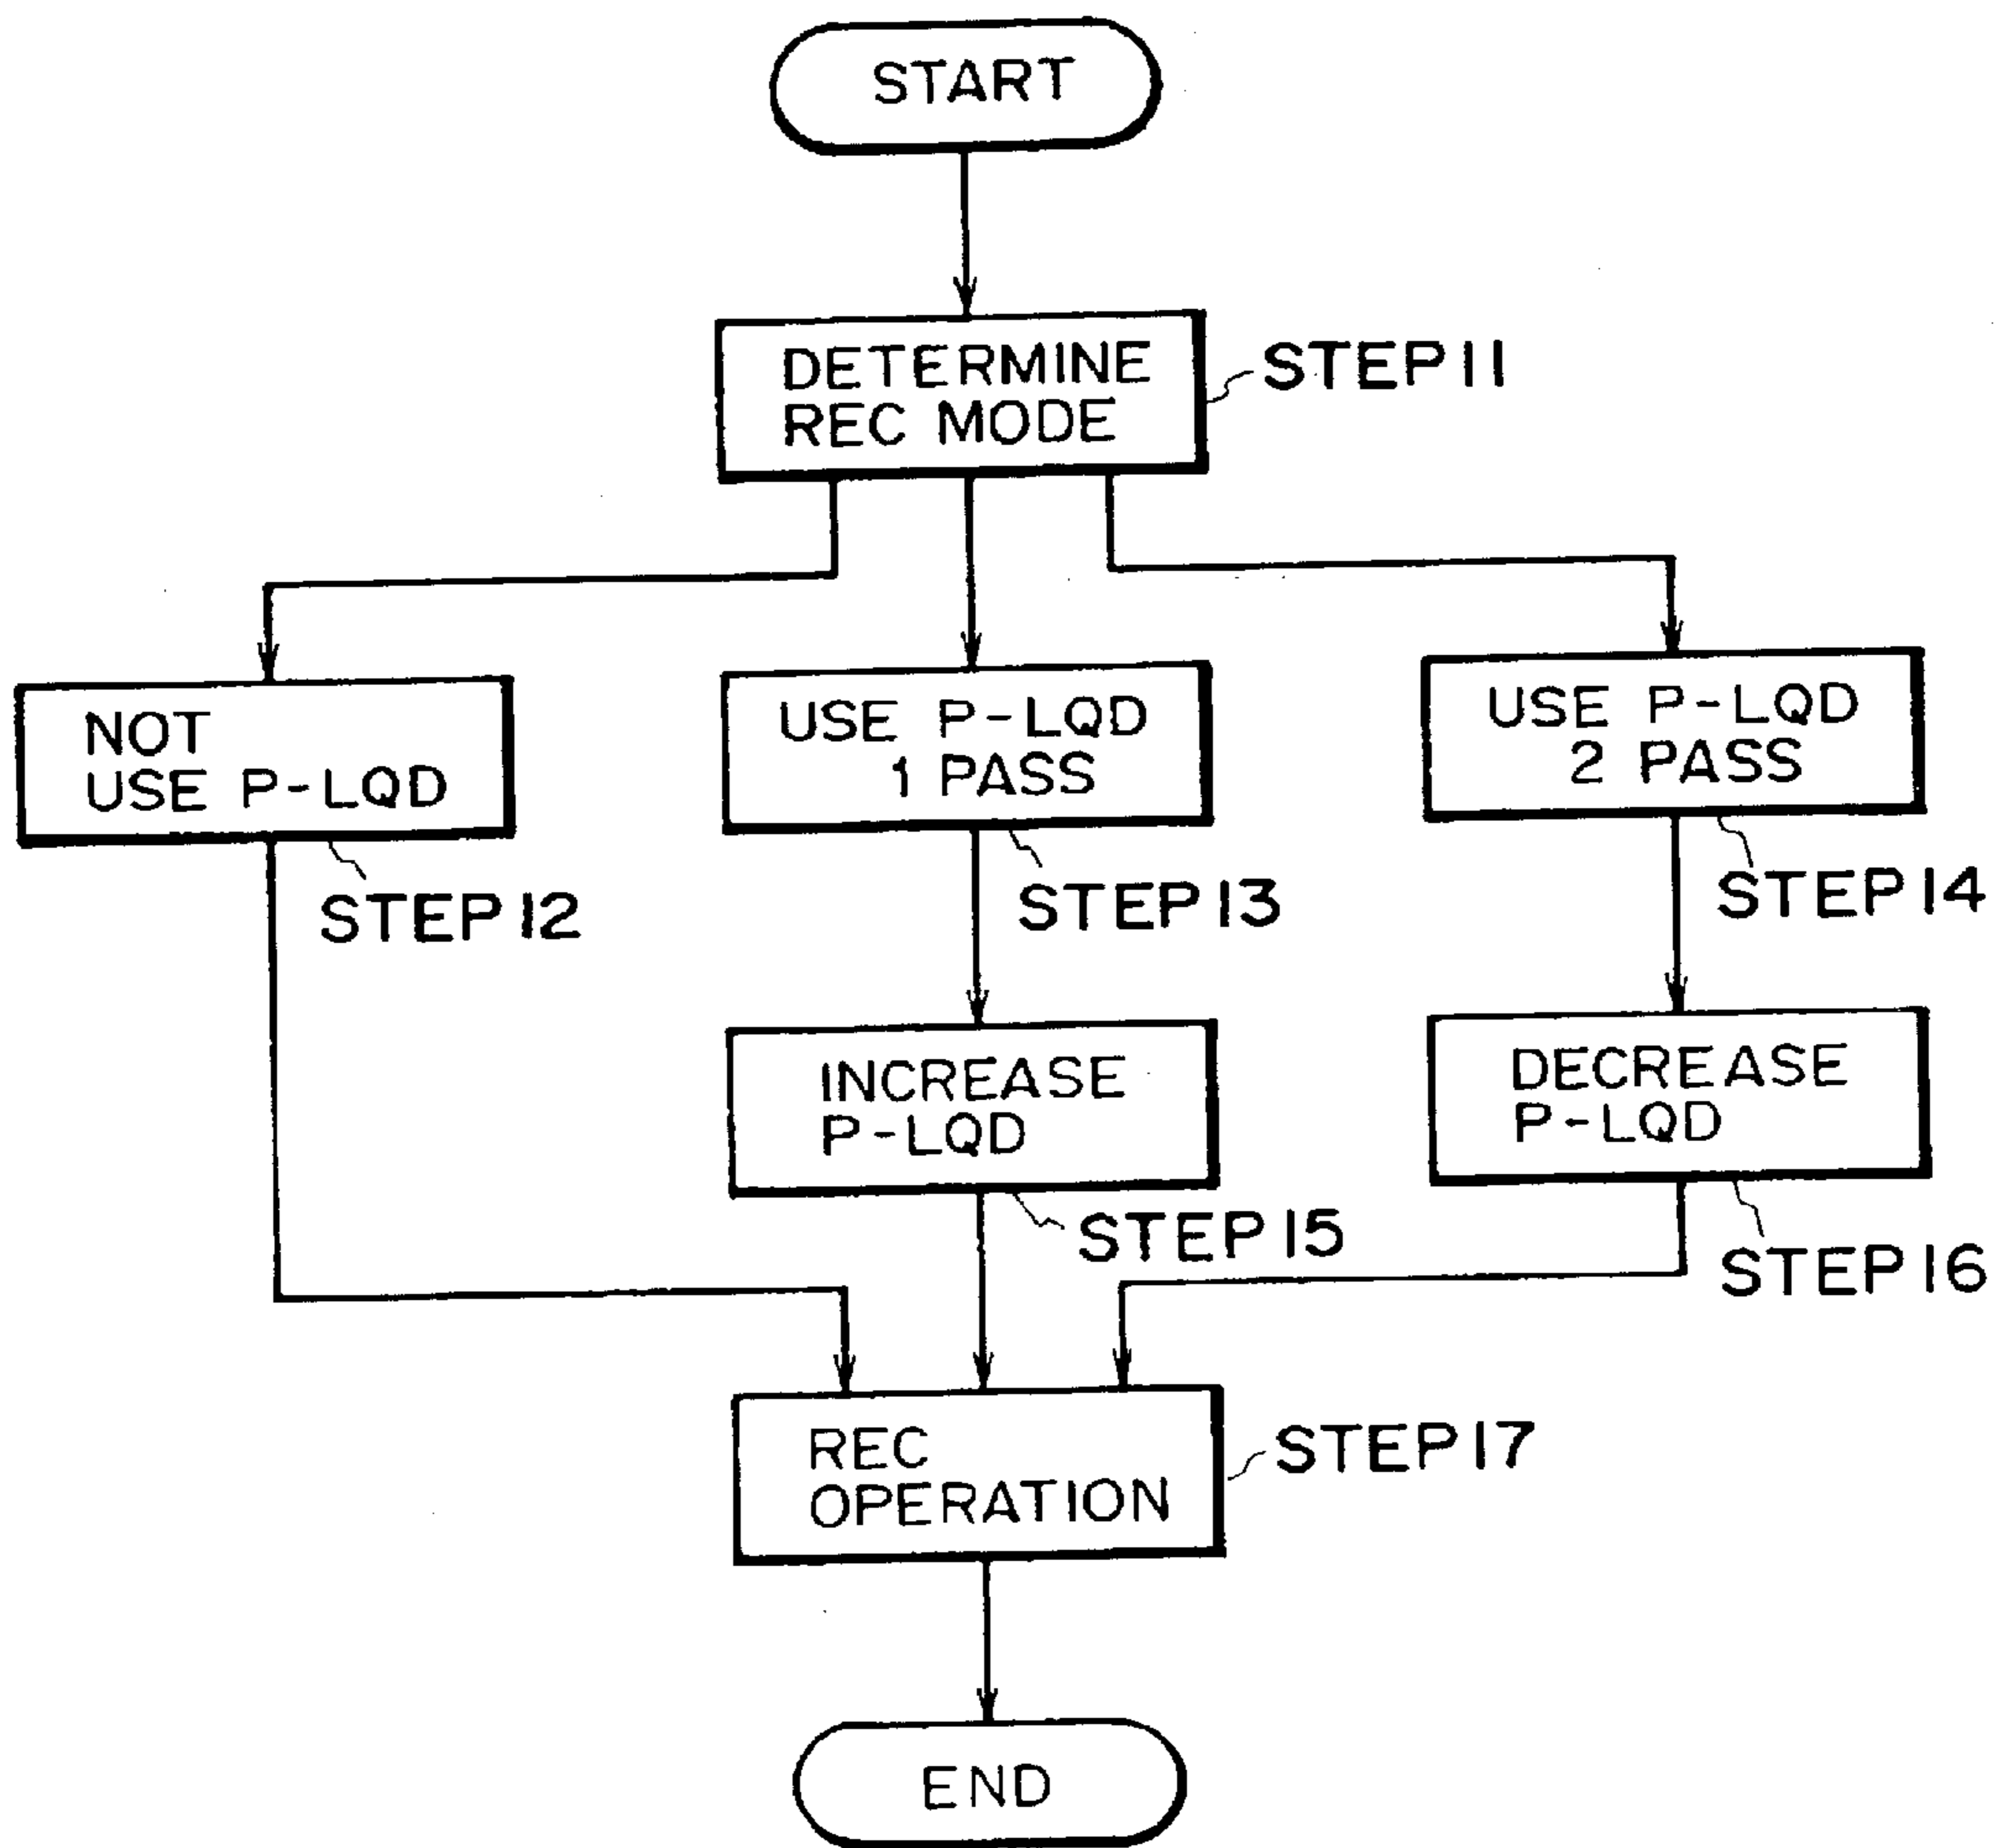 START
DETERMINE
REC MODE
STEP 11
NOT
USE P-LQD
STEP 12
USE P-LQD
1 PASS
STEP 13
USE P-LQD
2 PASS
STEP 14
INCREASE
P-LQD
STEP 15
DECREASE
P-LQD
STEP 16
REC
OPERATION
STEP 17
END